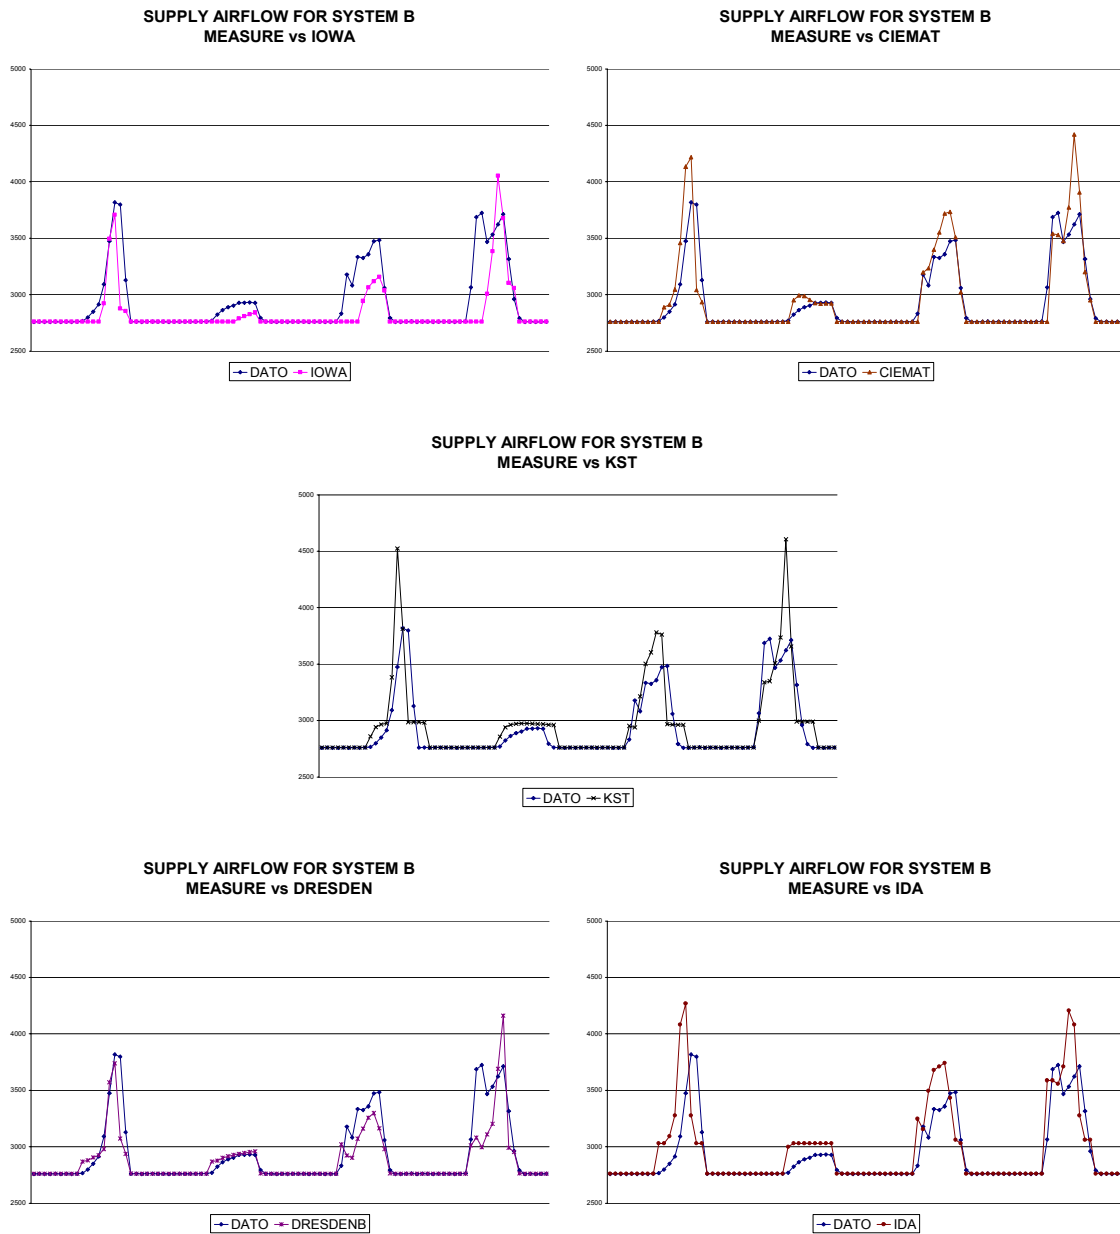 SUPPLY AIRFLOW FOR SYSTEM B
MEASURE vs IOWA
5000
4500
4000
3500
3000
2500
DATO IOWA
SUPPLY AIRFLOW FOR SYSTEM B
MEASURE vs CIEMAT
5000
4500
4000
3500
3000
2500
DATO CIEMAT
SUPPLY AIRFLOW FOR SYSTEM B
MEASURE vs KST
5000
4500
4000
3500
3000
2500
DATO KST
SUPPLY AIRFLOW FOR SYSTEM B
MEASURE vs DRESDEN
5000
4500
4000
3500
3000
2500
DATO DRESDENB
SUPPLY AIRFLOW FOR SYSTEM B
MEASURE vs IDA
5000
4500
4000
3500
3000
2500
DATO IDA